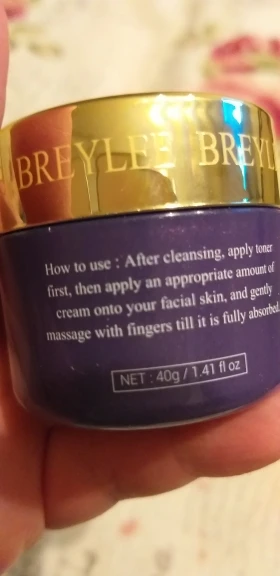 BREYLEE BREYL
How to use : After cleansing, apply toner
first, then apply an appropriate amount of
cream onto your facial skin, and gently
massage with fingers till it is fully absorbed.
NET : 40g / 1.41 fl oz